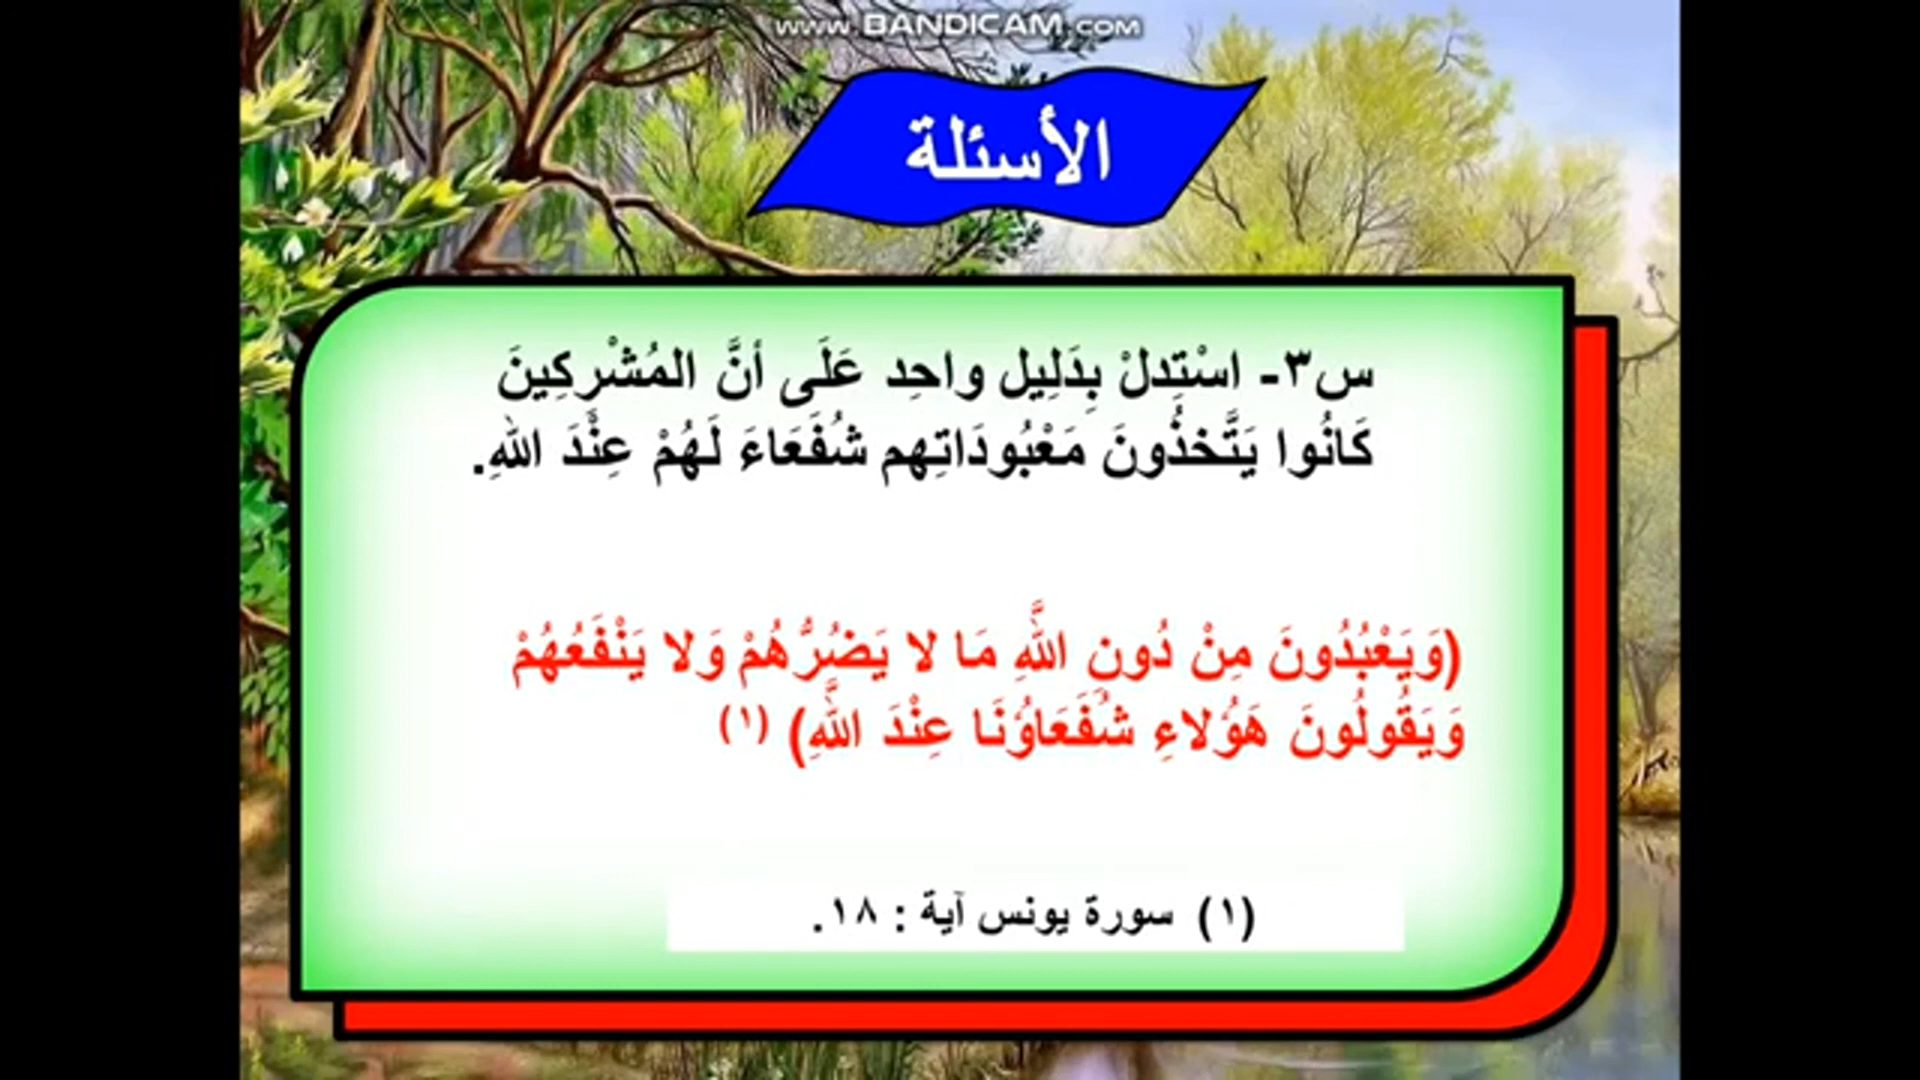 www.BANDICAM.com
الأسئلة
س٣- اسْتَدِلْ بِدَلِيل واحِد عَلَى أنَّ المُشْرِكِينَ
كَانُوا يَتَّخذُونَ مَعْبُودَاتِهم شُفَعَاءَ لَهُمْ عِنْدَ اللهِ.
(وَيَعْبُدُونَ مِنْ دُونِ اللَّهِ مَا لا يَضُرُّهُمْ وَلا يَنْفَعُهُمْ
وَيَقُولُونَ هَؤُلاءِ شُفَعَاؤُنَا عِنْدَ اللَّهِ) (١)
(١) سورة يونس آية : ١٨.